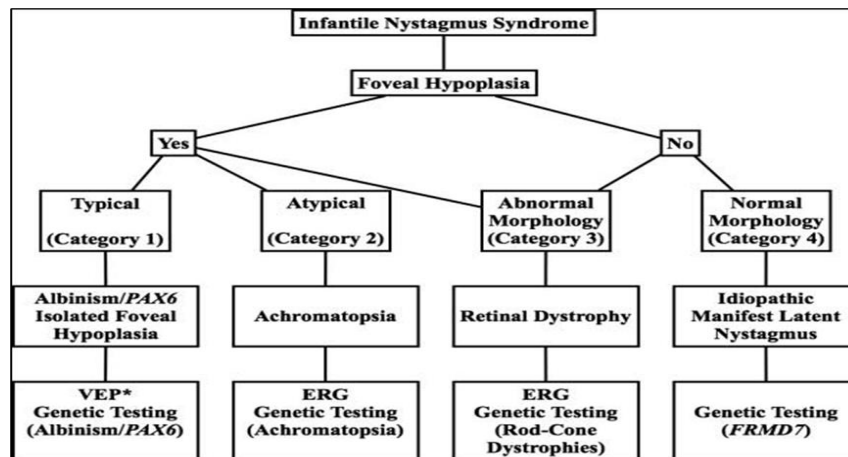 Infantile Nystagmus Syndrome
Foveal Hypoplasia
Yes
No
Typical
(Category 1)
Atypical
(Category 2)
Abnormal
Morphology
(Category 3)
Normal
Morphology
(Category 4)
Albinism/PAX6
Isolated Foveal
Hypoplasia
Achromatopsia
Retinal Dystrophy
Idiopathic
Manifest Latent
Nystagmus
VEP*
Genetic Testing
(Albinism/PAX6)
ERG
Genetic Testing
(Achromatopsia)
ERG
Genetic Testing
(Rod-Cone
Dystrophies)
Genetic Testing
(FRMD7)